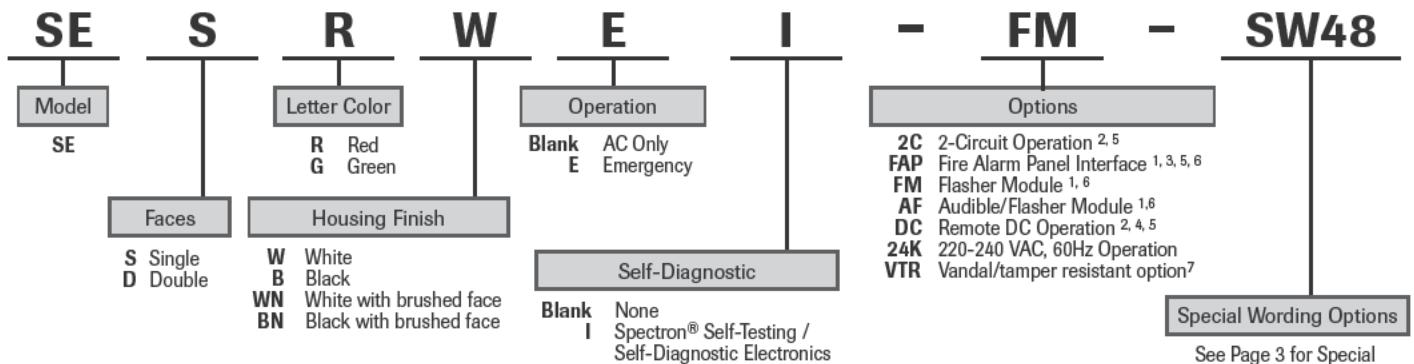 SE S R W E I - FM - SW48
Model
SE
Faces
S Single
D Double
Letter Color
R Red
G Green
Housing Finish
W White
B Black
WN White with brushed face
BN Black with brushed face
Operation
Blank AC Only
E Emergency
Self-Diagnostic
Blank None
I Spectron® Self-Testing /
Self-Diagnostic Electronics
Options
2C 2-Circuit Operation 2, 5
FAP Fire Alarm Panel Interface 1, 3, 5, 6
FM Flasher Module 1, 6
AF Audible/Flasher Module 1,6
DC Remote DC Operation 2, 4, 5
24K 220-240 VAC, 60Hz Operation
VTR Vandal/tamper resistant option7
Special Wording Options
See Page 3 for Special